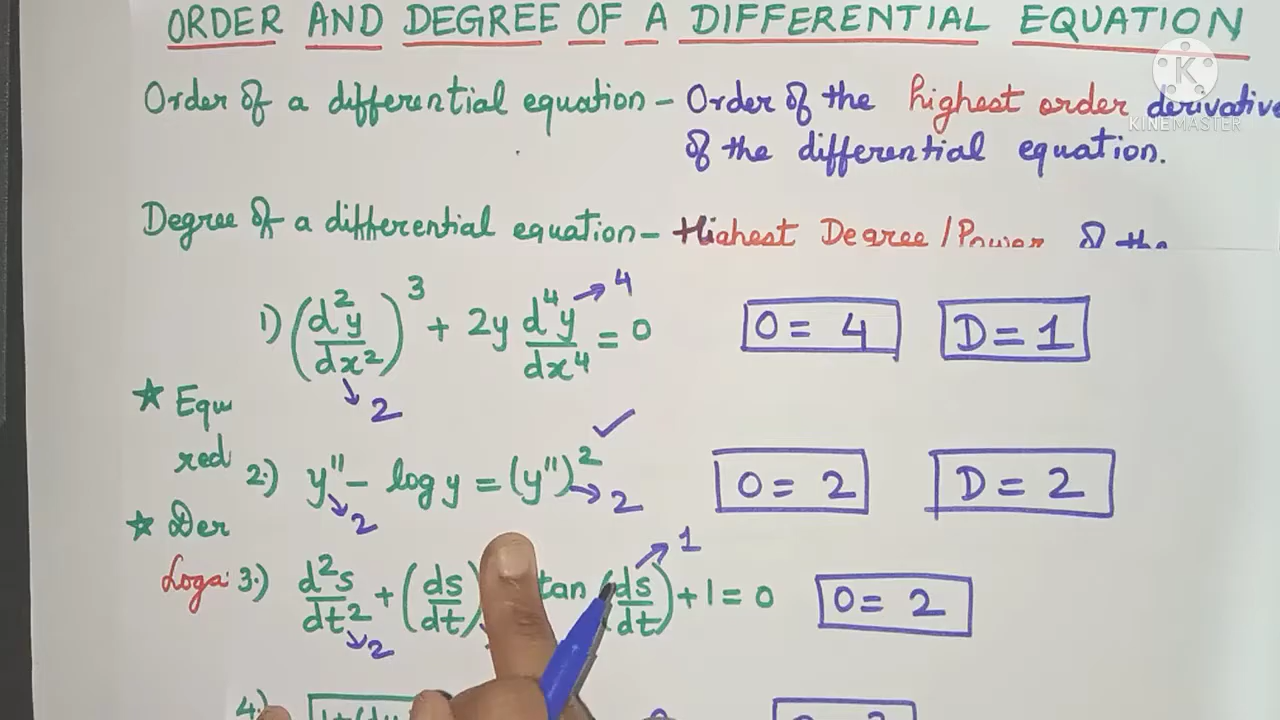 ORDER AND DEGREE OF A DIFFERENTIAL EQUATION
K
KINEMASTER
Order of a differential equation - Order of the highest order derivative
of the differential equation.
Degree of a differential equation - Highest Degree / Power of the
1) (d²y/dx²)³ + 2y d⁴y/dx⁴ = 0 → 4 O = 4 D = 1
↘ 2
★ Equ
red
2.) y" - log y = (y")² ✓ O = 2 D = 2
↘ 2 → 2
★ Der
Loga
3.) d²s/dt² + (ds/dt) tan (ds/dt) + 1 = 0 ↗ 1 O = 2
↘ 2
4.)